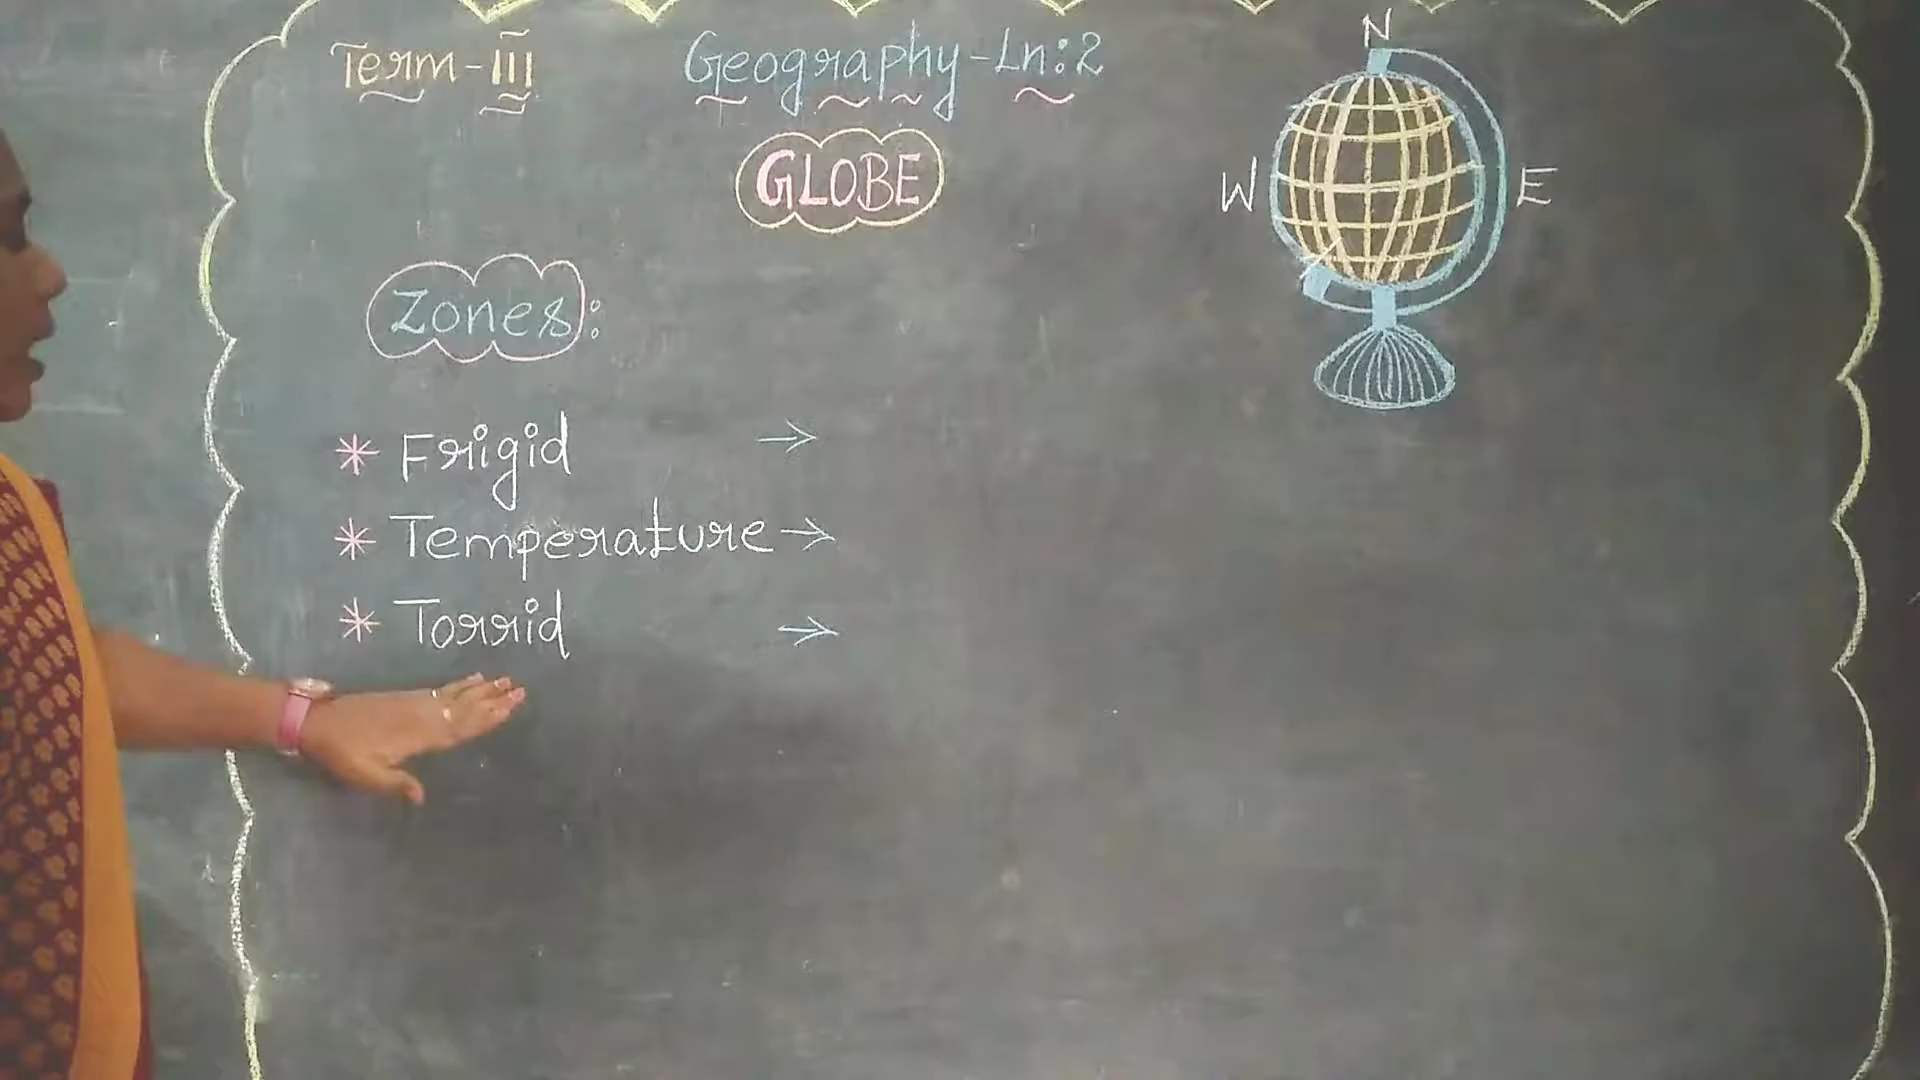 Term-III
Geography-Ln:2
GLOBE
N
W
E
Zones:
* Frigid →
* Temperature →
* Torrid →